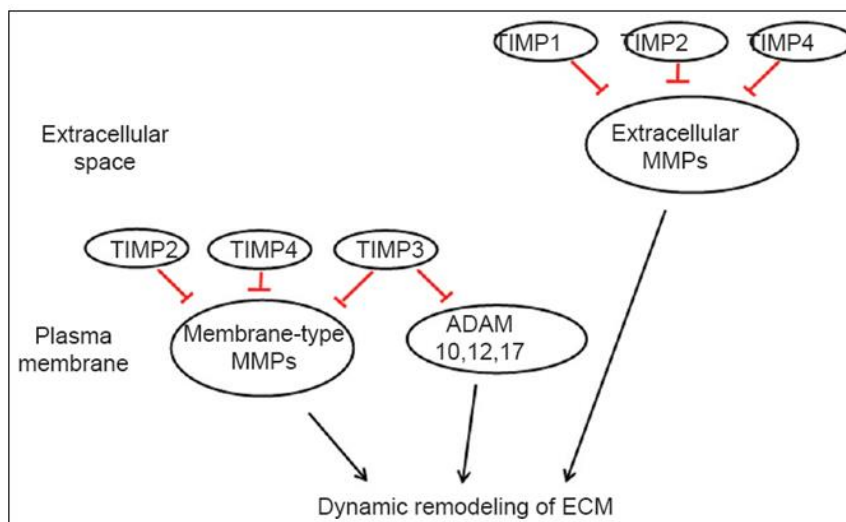 TIMP1 TIMP2 TIMP4
Extracellular
space
Extracellular
MMPs
TIMP2 TIMP4 TIMP3
Plasma
membrane
Membrane-type
MMPs
ADAM
10,12,17
Dynamic remodeling of ECM